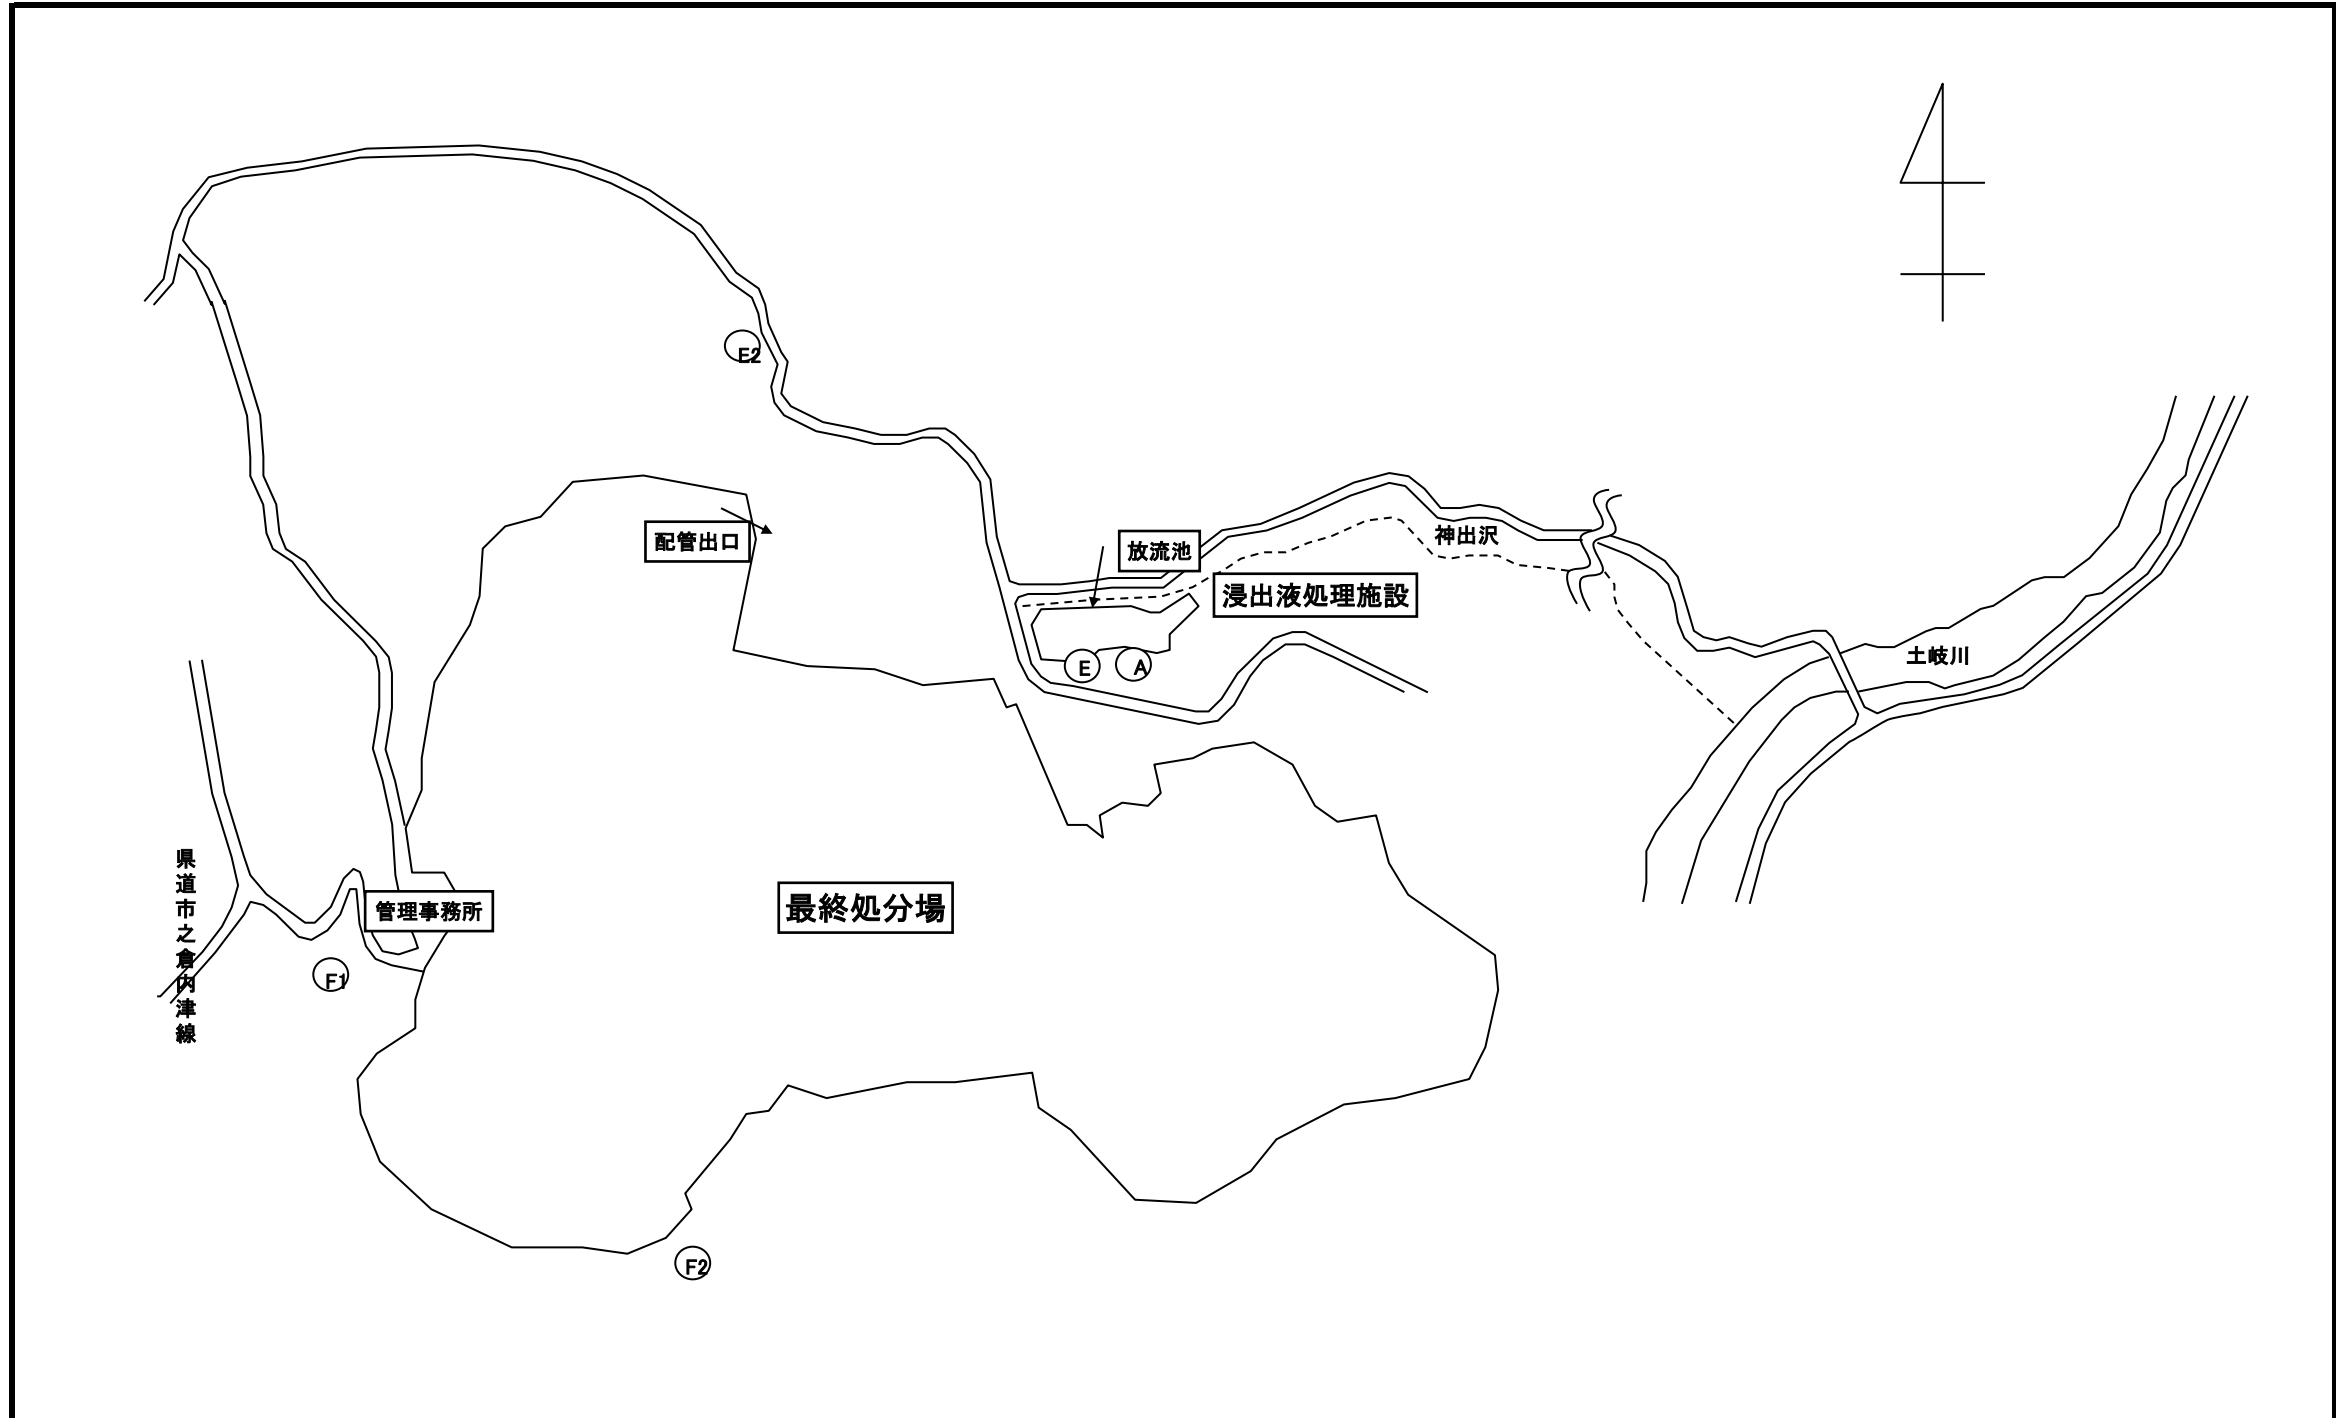 E2
配管出口
放流池
神出沢
浸出液処理施設
土岐川
E
A
県道市之倉内津線
管理事務所
最終処分場
F1
F2